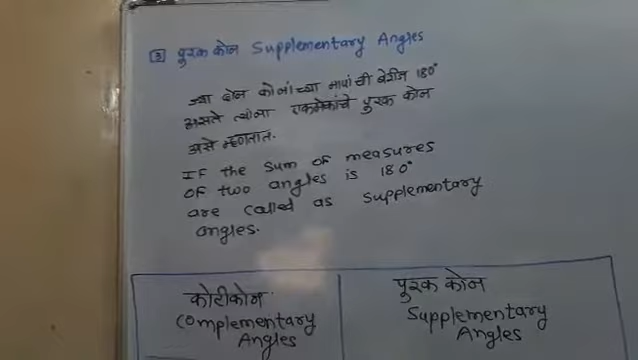 [3] पुरक कोन Supplementary Angles
ज्या दोन कोनांच्या मापांची बेरीज 180°
असते त्यांना एकमेकांचे पुरक कोन
असे म्हणतात.
IF the sum of measures
OF two angles is 180°
are called as supplementary
angles.
कोटीकोन
Complementary
Angles
पुरक कोन
Supplementary
Angles